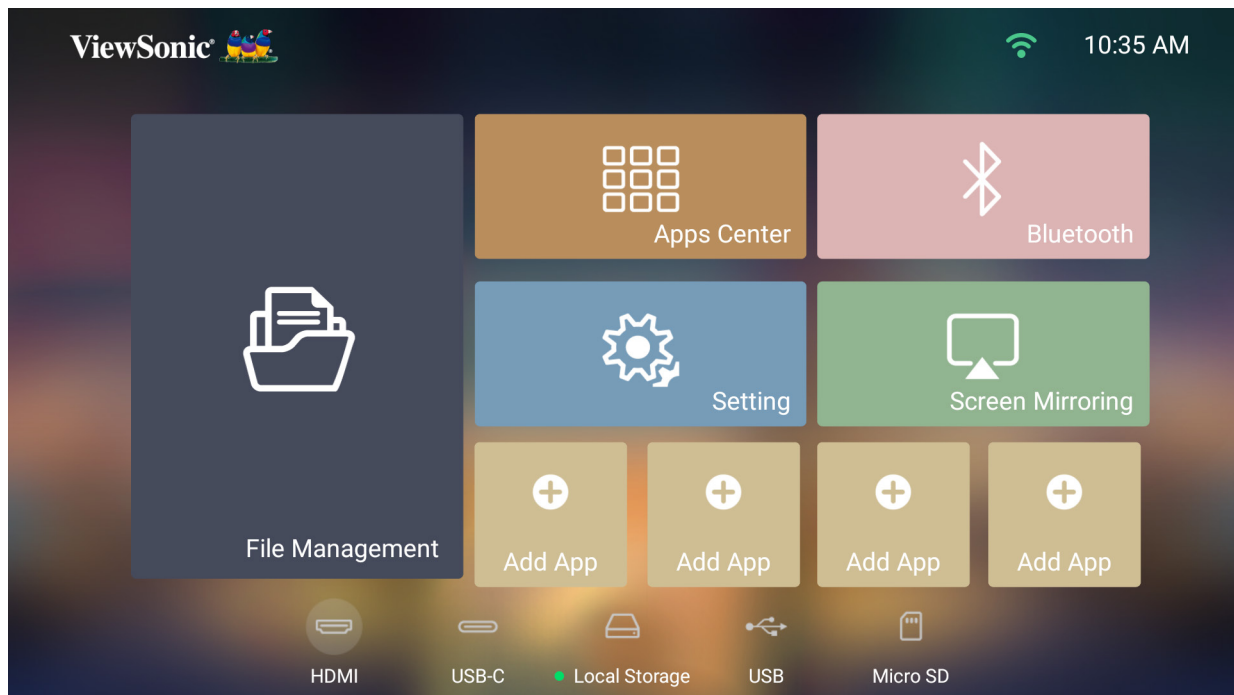 ViewSonic®
10:35 AM
Apps Center
Bluetooth
Setting
Screen Mirroring
File Management
Add App
Add App
Add App
Add App
HDMI
USB-C
Local Storage
USB
Micro SD